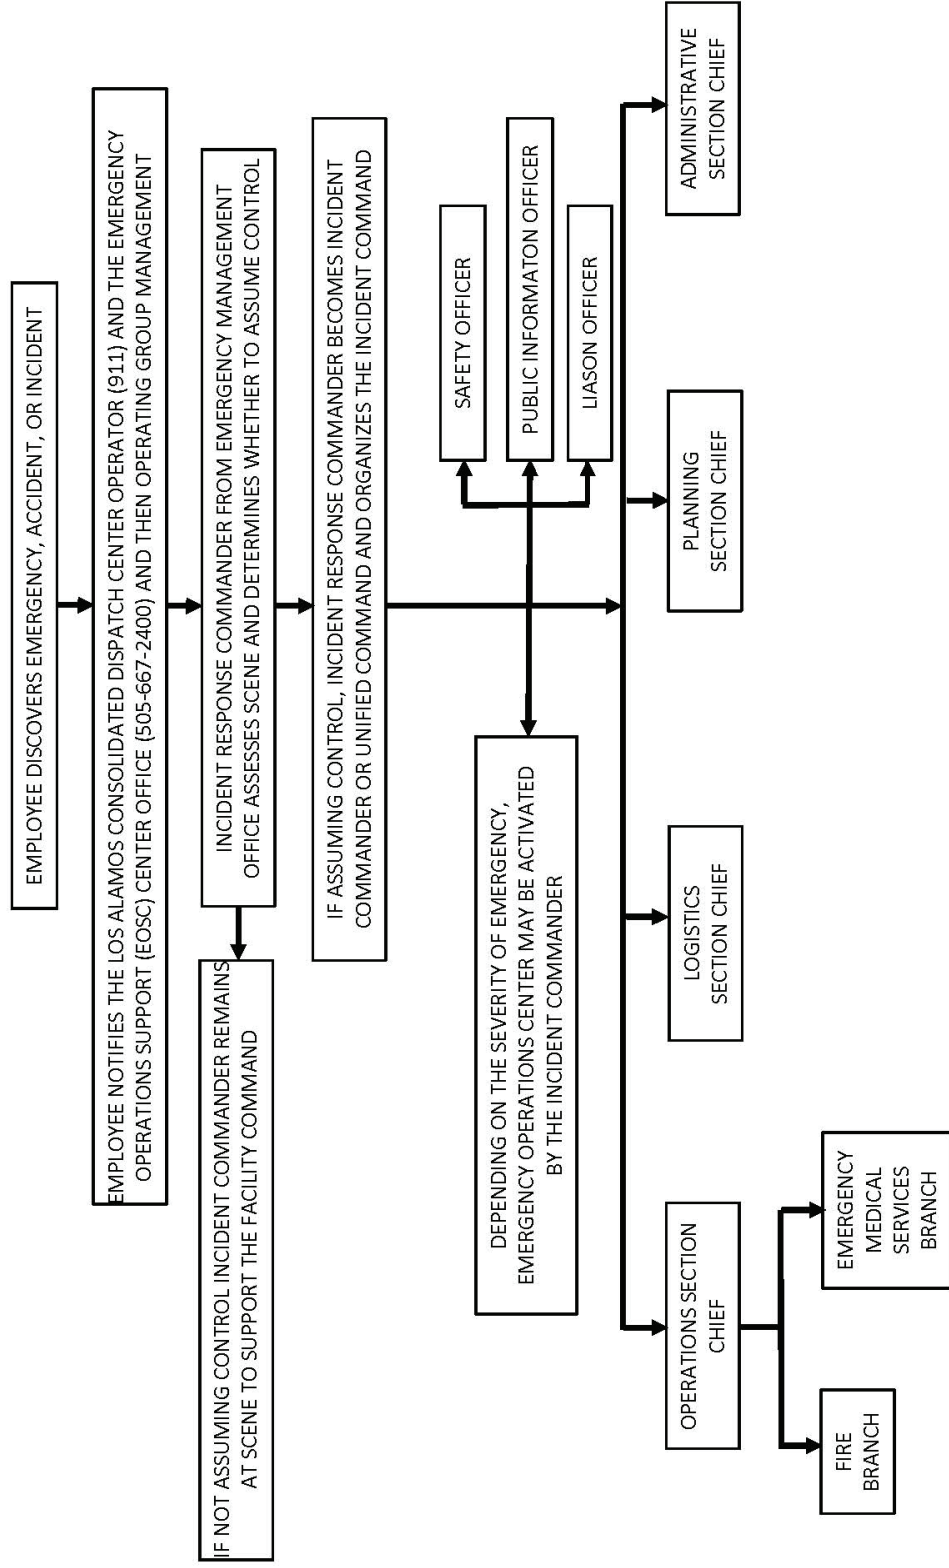 EMPLOYEE DISCOVERS EMERGENCY, ACCIDENT, OR INCIDENT
EMPLOYEE NOTIFIES THE LOS ALAMOS CONSOLIDATED DISPATCH CENTER OPERATOR (911) AND THE EMERGENCY
OPERATIONS SUPPORT (EOSC) CENTER OFFICE (505-667-2400) AND THEN OPERATING GROUP MANAGEMENT
INCIDENT RESPONSE COMMANDER FROM EMERGENCY MANAGEMENT
OFFICE ASSESSES SCENE AND DETERMINES WHETHER TO ASSUME CONTROL
IF NOT ASSUMING CONTROL INCIDENT COMMANDER REMAINS
AT SCENE TO SUPPORT THE FACILITY COMMAND
IF ASSUMING CONTROL, INCIDENT RESPONSE COMMANDER BECOMES INCIDENT
COMMANDER OR UNIFIED COMMAND AND ORGANIZES THE INCIDENT COMMAND
SAFETY OFFICER
PUBLIC INFORMATON OFFICER
LIASON OFFICER
DEPENDING ON THE SEVERITY OF EMERGENCY,
EMERGENCY OPERATIONS CENTER MAY BE ACTIVATED
BY THE INCIDENT COMMANDER
OPERATIONS SECTION
CHIEF
LOGISTICS
SECTION CHIEF
PLANNING
SECTION CHIEF
ADMINISTRATIVE
SECTION CHIEF
FIRE
BRANCH
EMERGENCY
MEDICAL
SERVICES
BRANCH